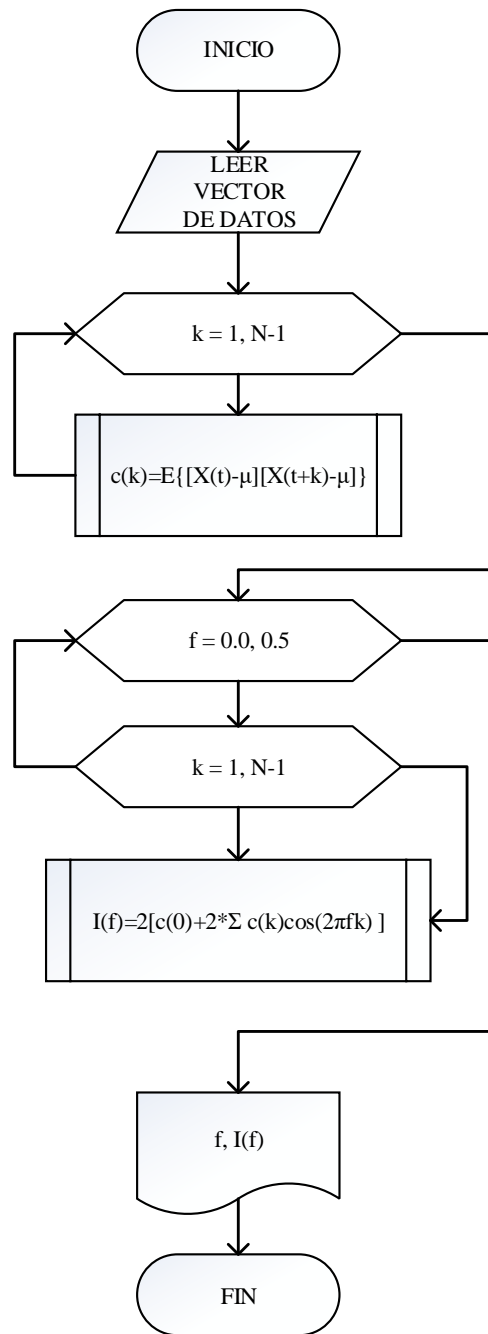 INICIO
LEER
VECTOR
DE DATOS
k = 1, N-1
c(k)=E{[X(t)-μ][X(t+k)-μ]}
f = 0.0, 0.5
k = 1, N-1
I(f)=2[c(0)+2*Σ c(k)cos(2πfk) ]
f, I(f)
FIN